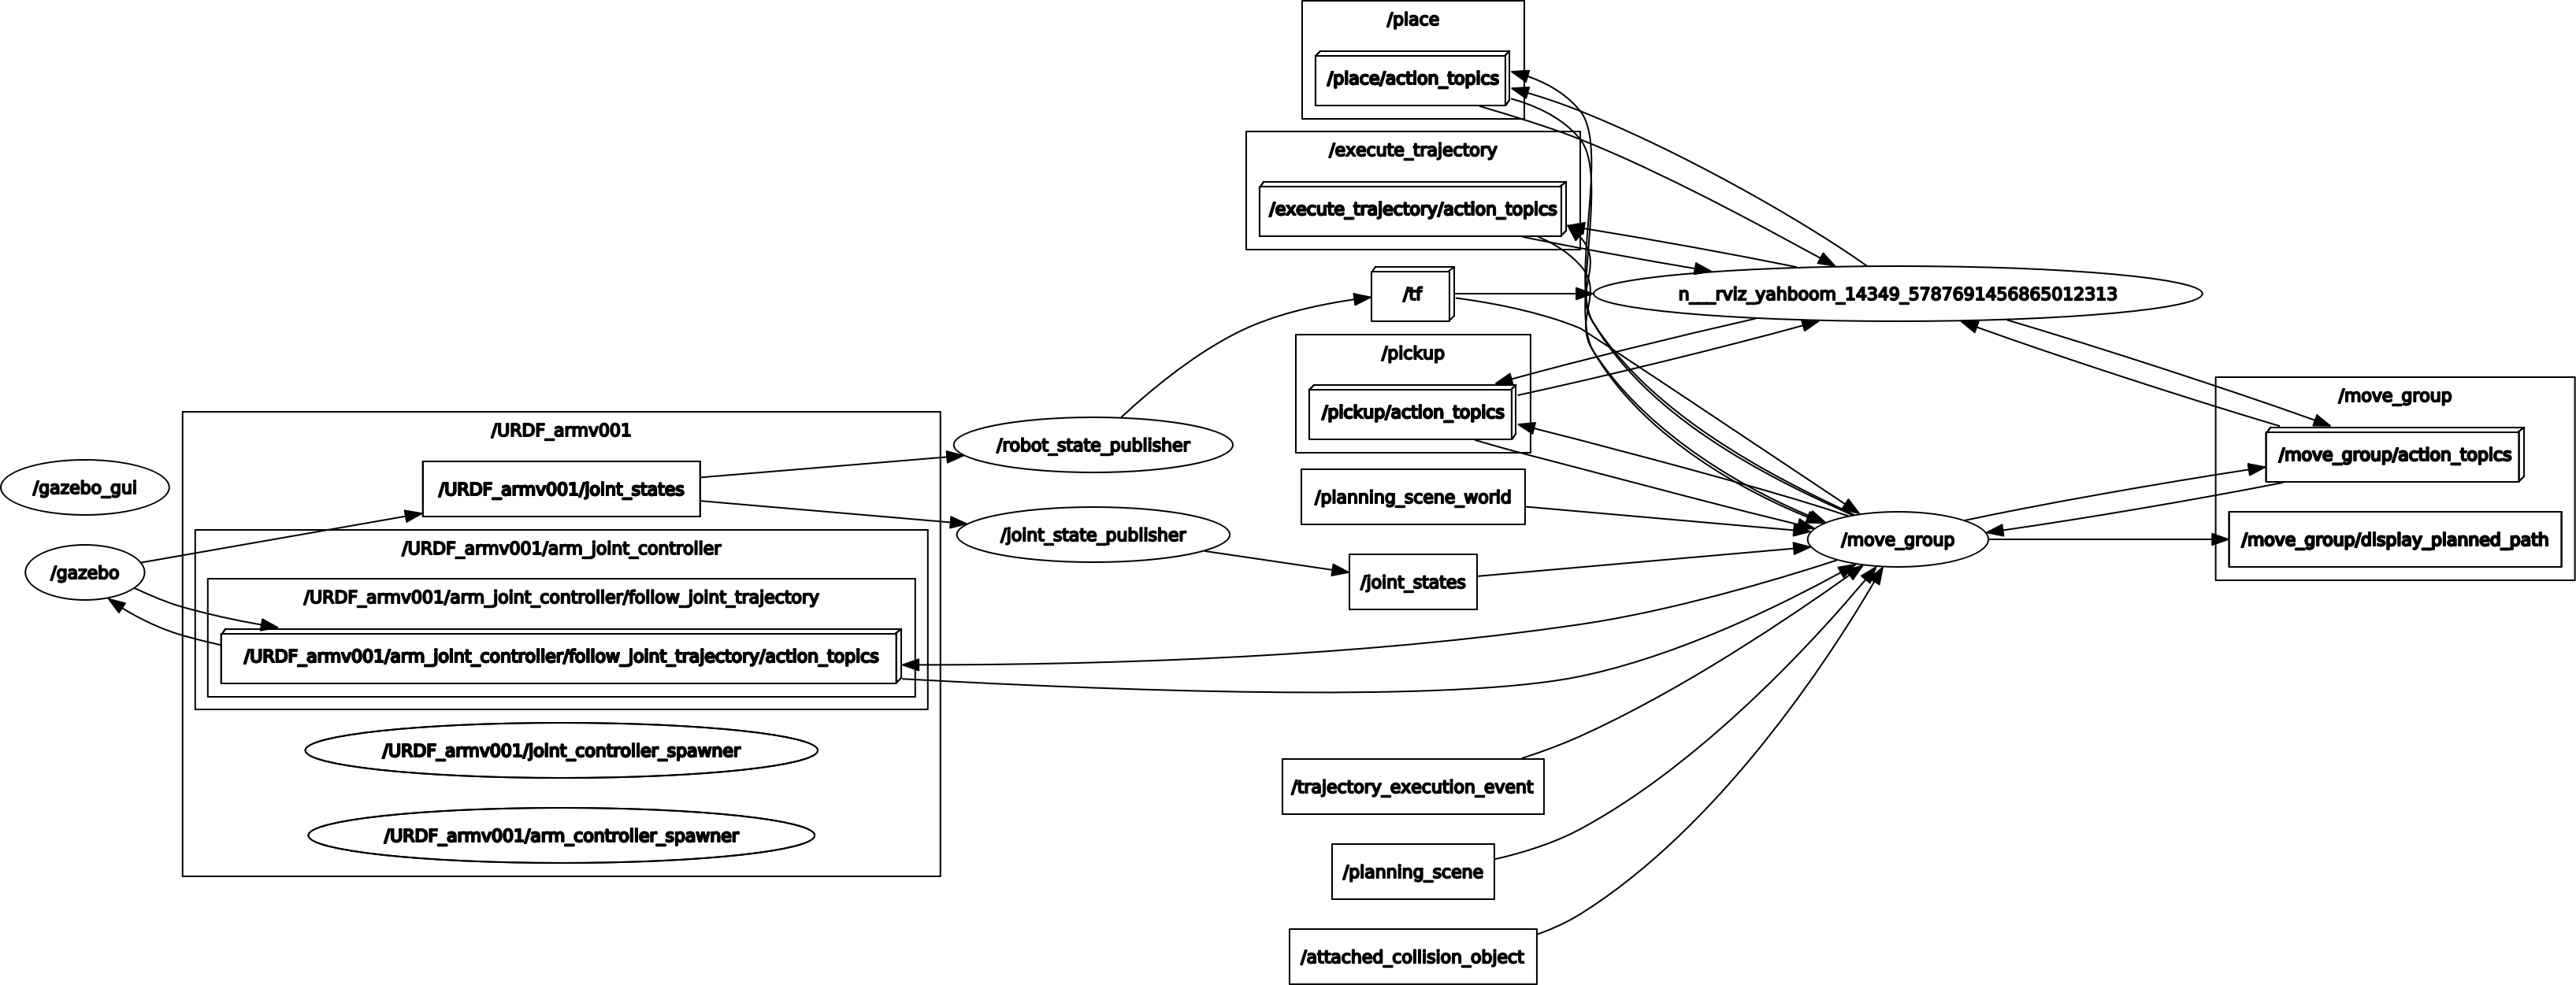 /place
/place/action_topics
/execute_trajectory
/execute_trajectory/action_topics
/tf
n___rviz_yahboom_14349_5787691456865012313
/pickup
/pickup/action_topics
/move_group
/move_group/action_topics
/move_group/display_planned_path
/URDF_armv001
/URDF_armv001/joint_states
/robot_state_publisher
/joint_state_publisher
/gazebo_gui
/gazebo
/planning_scene_world
/move_group
/joint_states
/URDF_armv001/arm_joint_controller
/URDF_armv001/arm_joint_controller/follow_joint_trajectory
/URDF_armv001/arm_joint_controller/follow_joint_trajectory/action_topics
/URDF_armv001/joint_controller_spawner
/URDF_armv001/arm_controller_spawner
/trajectory_execution_event
/planning_scene
/attached_collision_object